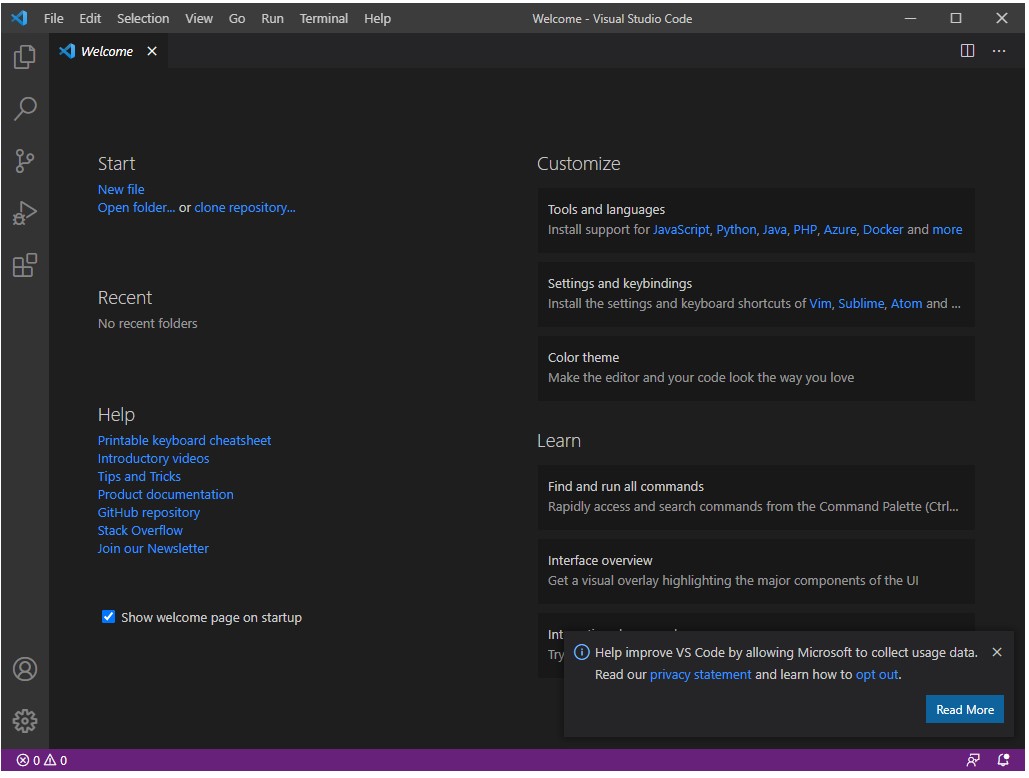 File Edit Selection View Go Run Terminal Help Welcome - Visual Studio Code
Welcome
Start
New file
Open folder... or clone repository...
Recent
No recent folders
Help
Printable keyboard cheatsheet
Introductory videos
Tips and Tricks
Product documentation
GitHub repository
Stack Overflow
Join our Newsletter
Show welcome page on startup
Customize
Tools and languages
Install support for JavaScript, Python, Java, PHP, Azure, Docker and more
Settings and keybindings
Install the settings and keyboard shortcuts of Vim, Sublime, Atom and ...
Color theme
Make the editor and your code look the way you love
Learn
Find and run all commands
Rapidly access and search commands from the Command Palette (Ctrl...
Interface overview
Get a visual overlay highlighting the major components of the UI
Try
Help improve VS Code by allowing Microsoft to collect usage data.
Read our privacy statement and learn how to opt out.
Read More
0 0